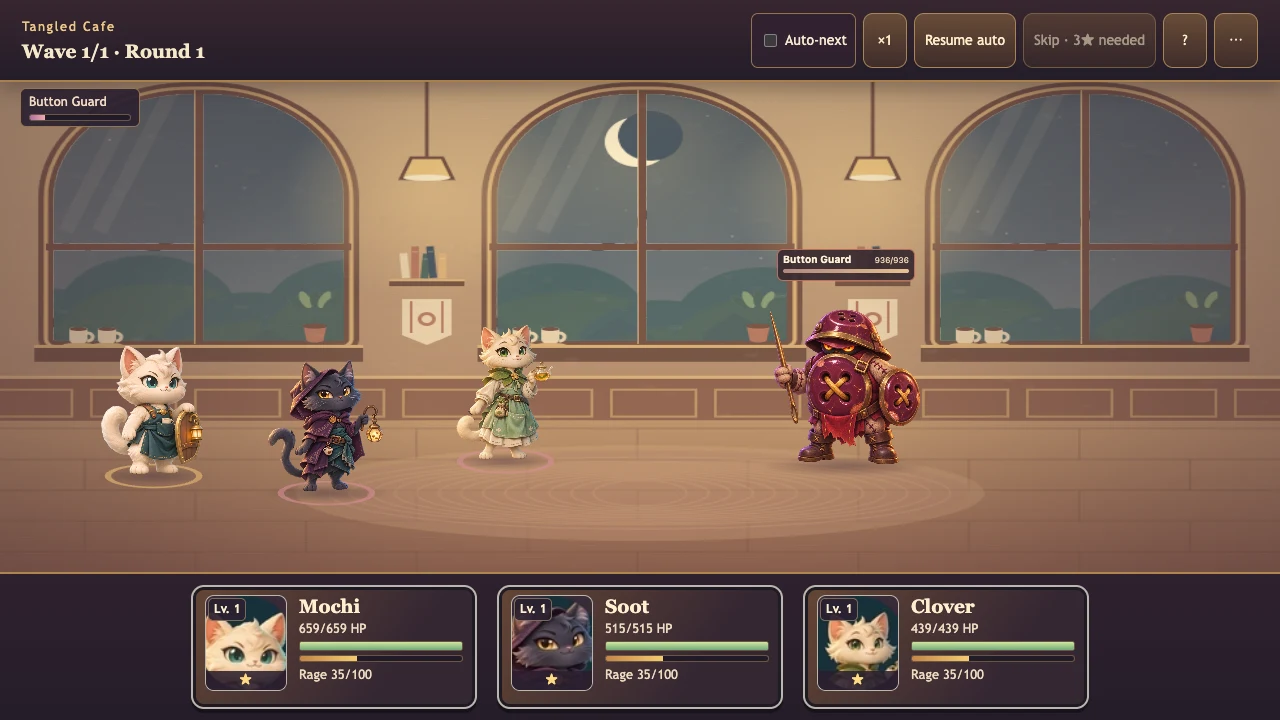 Tangled Cafe
Wave 1/1 · Round 1
Auto-next
×1
Resume auto
Skip · 3★ needed
?
···
Button Guard
Button Guard 936/936
Lv. 1
Mochi
659/659 HP
Rage 35/100
Lv. 1
Soot
515/515 HP
Rage 35/100
Lv. 1
Clover
439/439 HP
Rage 35/100